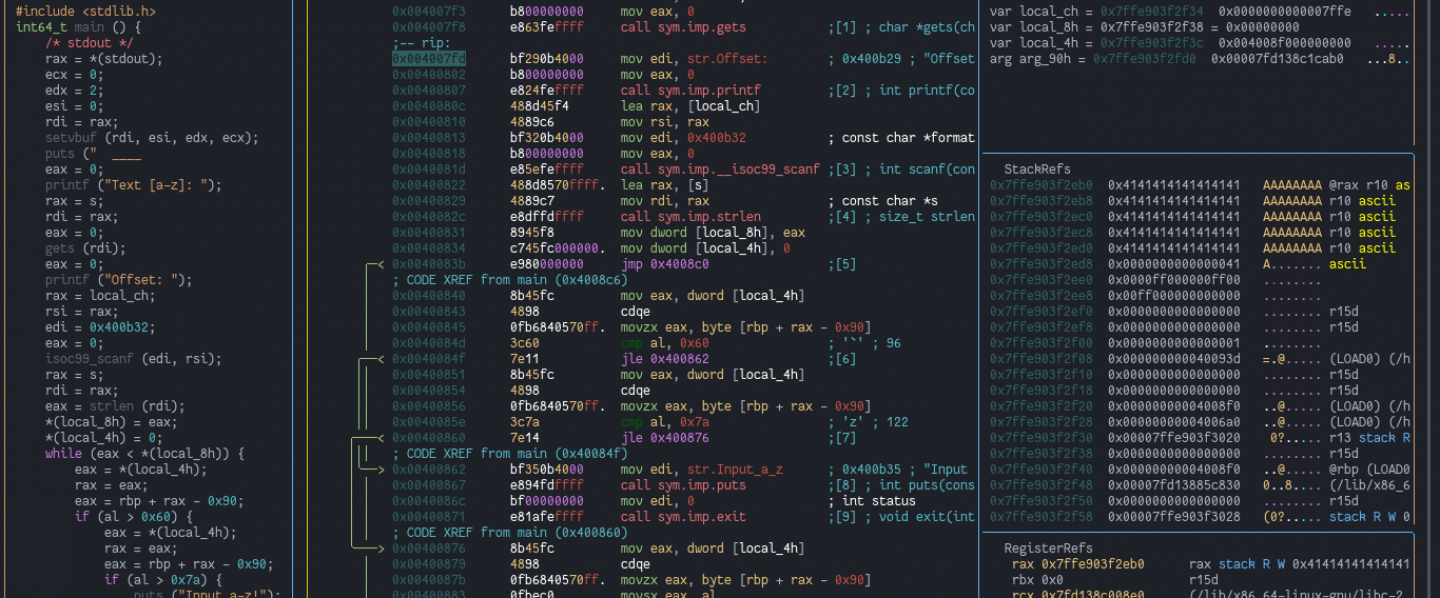 #include <stdlib.h>
int64_t main () {
/* stdout */
rax = *(stdout);
ecx = 0;
edx = 2;
esi = 0;
rdi = rax;
setvbuf (rdi, esi, edx, ecx);
puts ("  ____
eax = 0;
printf ("Text [a-z]: ");
rax = s;
rdi = rax;
eax = 0;
gets (rdi);
eax = 0;
printf ("Offset: ");
rax = local_ch;
rsi = rax;
edi = 0x400b32;
eax = 0;
isoc99_scanf (edi, rsi);
rax = s;
rdi = rax;
eax = strlen (rdi);
*(local_8h) = eax;
*(local_4h) = 0;
while (eax < *(local_8h)) {
eax = *(local_4h);
rax = eax;
eax = rbp + rax - 0x90);
if (al > 0x60) {
eax = *(local_4h);
rax = eax;
eax = rbp + rax - 0x90);
if (al > 0x7a) {
puts ("Input a-z!");
0x004007f3 b800000000 mov eax, 0
0x004007f8 e863feffff call sym.imp.gets ;[1] ; char *gets(ch
;-- rip:
0x004007fd bf290b4000 mov edi, str.Offset: ; 0x400b29 ; "Offset
0x00400802 b800000000 mov eax, 0
0x00400807 e824feffff call sym.imp.printf ;[2] ; int printf(co
0x0040080c 488d45f4 lea rax, [local_ch]
0x00400810 4889c6 mov rsi, rax
0x00400813 bf320b4000 mov edi, 0x400b32 ; const char *format
0x00400818 b800000000 mov eax, 0
0x0040081d e85efeffff call sym.imp.__isoc99_scanf ;[3] ; int scanf(con
0x00400822 488d8570ffff. lea rax, [s]
0x00400829 4889c7 mov rdi, rax ; const char *s
0x0040082c e8dffdffff call sym.imp.strlen ;[4] ; size_t strlen
0x00400831 8945f8 mov dword [local_8h], eax
0x00400834 c745fc000000. mov dword [local_4h], 0
0x0040083b e980000000 jmp 0x4008c0 ;[5]
; CODE XREF from main (0x4008c6)
0x00400840 8b45fc mov eax, dword [local_4h]
0x00400843 4898 cdqe
0x00400845 0fb6840570ff. movzx eax, byte [rbp + rax - 0x90]
0x0040084d 3c60 cmp al, 0x60 ; '`' ; 96
0x0040084f 7e11 jle 0x400862 ;[6]
0x00400851 8b45fc mov eax, dword [local_4h]
0x00400854 4898 cdqe
0x00400856 0fb6840570ff. movzx eax, byte [rbp + rax - 0x90]
0x0040085e 3c7a cmp al, 0x7a ; 'z' ; 122
0x00400860 7e14 jle 0x400876 ;[7]
; CODE XREF from main (0x40084f)
0x00400862 bf350b4000 mov edi, str.Input_a_z ; 0x400b35 ; "Input
0x00400867 e894fdffff call sym.imp.puts ;[8] ; int puts(cons
0x0040086c bf00000000 mov edi, 0 ; int status
0x00400871 e81afeffff call sym.imp.exit ;[9] ; void exit(int
; CODE XREF from main (0x400860)
0x00400876 8b45fc mov eax, dword [local_4h]
0x00400879 4898 cdqe
0x0040087b 0fb6840570ff. movzx eax, byte [rbp + rax - 0x90]
0x00400883 0fbec0 movsx eax, al
var local_ch = 0x7ffe903f2f34 0x0000000000007ffe .....
var local_8h = 0x7ffe903f2f38 = 0x00000000
var local_4h = 0x7ffe903f2f3c 0x004008f000000000 .....
arg arg_90h = 0x7ffe903f2fd0 0x00007fd138c1cab0 ...8..
StackRefs
0x7ffe903f2eb0 0x4141414141414141 AAAAAAAA @rax r10 as
0x7ffe903f2eb8 0x4141414141414141 AAAAAAAA r10 ascii
0x7ffe903f2ec0 0x4141414141414141 AAAAAAAA r10 ascii
0x7ffe903f2ec8 0x4141414141414141 AAAAAAAA r10 ascii
0x7ffe903f2ed0 0x4141414141414141 AAAAAAAA r10 ascii
0x7ffe903f2ed8 0x0000000000000041 A....... ascii
0x7ffe903f2ee0 0x0000ff000000ff00 ........
0x7ffe903f2ee8 0x00ff000000000000 ........
0x7ffe903f2ef0 0x0000000000000000 ........ r15d
0x7ffe903f2ef8 0x0000000000000000 ........ r15d
0x7ffe903f2f00 0x0000000000000001 ........
0x7ffe903f2f08 0x000000000040093d =.@..... (LOAD0) (/h
0x7ffe903f2f10 0x0000000000000000 ........ r15d
0x7ffe903f2f18 0x0000000000000000 ........ r15d
0x7ffe903f2f20 0x00000000004008f0 ..@..... (LOAD0) (/h
0x7ffe903f2f28 0x00000000004006a0 ..@..... (LOAD0) (/h
0x7ffe903f2f30 0x00007ffe903f3020 0?..... r13 stack R
0x7ffe903f2f38 0x0000000000000000 ........ r15d
0x7ffe903f2f40 0x00000000004008f0 ..@..... @rbp (LOAD0
0x7ffe903f2f48 0x00007fd13885c830 0..8.... (/lib/x86_6
0x7ffe903f2f50 0x0000000000000000 ........ r15d
0x7ffe903f2f58 0x00007ffe903f3028 (0?..... stack R W 0
RegisterRefs
rax 0x7ffe903f2eb0 rax stack R W 0x41414141414141
rbx 0x0 r15d
rcx 0x7fd138c008e0 (/lib/x86_64-linux-gnu/libc-2